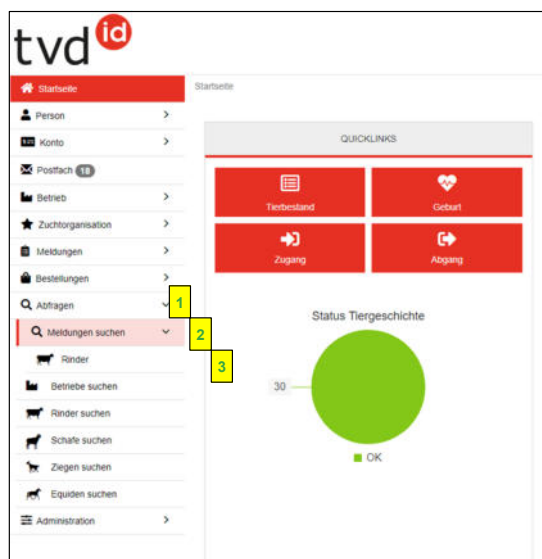 tvd id
Startseite
Startseite
Person
Konto
Postfach 18
Betrieb
Zuchtorganisation
Meldungen
Bestellungen
Abfragen 1
Meldungen suchen 2
Rinder 3
Betriebe suchen
Rinder suchen
Schafe suchen
Ziegen suchen
Equiden suchen
Administration
QUICKLINKS
Tierbestand
Geburt
Zugang
Abgang
Status Tiergeschichte
30
OK